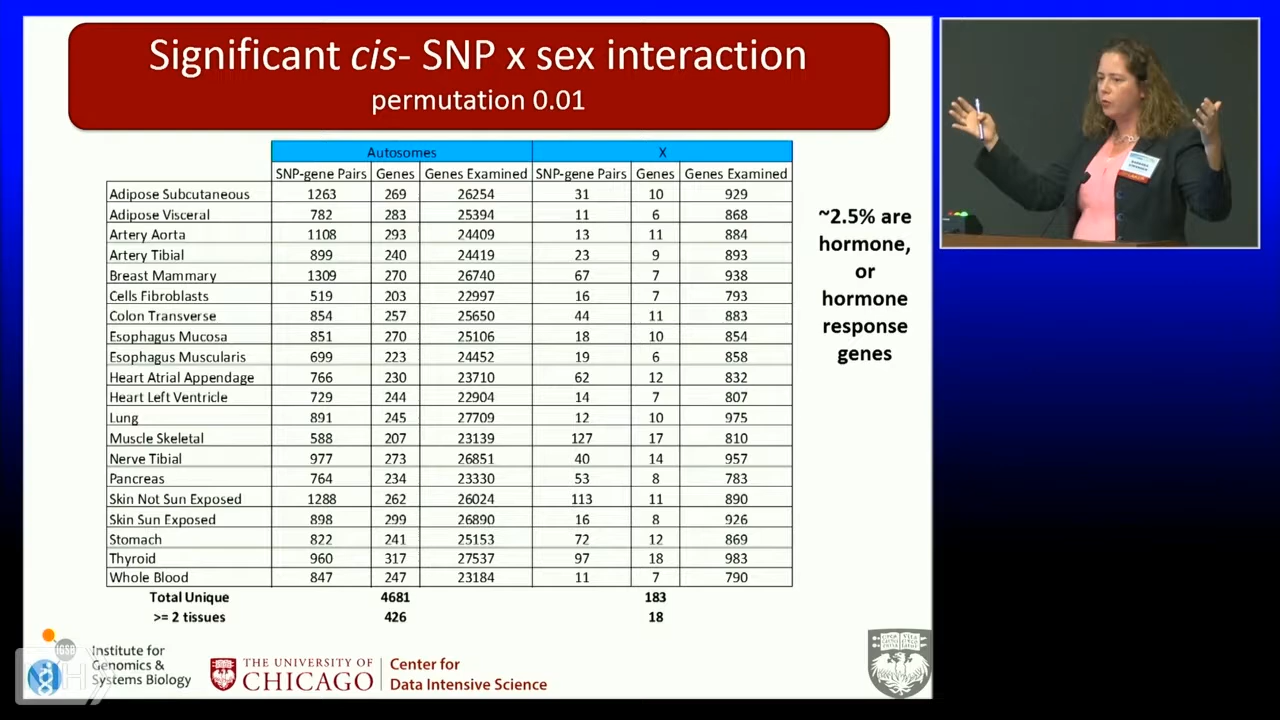 Significant cis- SNP x sex interaction
permutation 0.01
Autosomes X
SNP-gene Pairs Genes Genes Examined SNP-gene Pairs Genes Genes Examined
Adipose Subcutaneous 1263 269 26254 31 10 929
Adipose Visceral 782 283 25394 11 6 868
Artery Aorta 1108 293 24409 13 11 884
Artery Tibial 899 240 24419 23 9 893
Breast Mammary 1309 270 26740 67 7 938
Cells Fibroblasts 519 203 22997 16 7 793
Colon Transverse 854 257 25650 44 11 883
Esophagus Mucosa 851 270 25106 18 10 854
Esophagus Muscularis 699 223 24452 19 6 858
Heart Atrial Appendage 766 230 23710 62 12 832
Heart Left Ventricle 729 244 22904 14 7 807
Lung 891 245 27709 12 10 975
Muscle Skeletal 588 207 23139 127 17 810
Nerve Tibial 977 273 26851 40 14 957
Pancreas 764 234 23330 53 8 783
Skin Not Sun Exposed 1288 262 26024 113 11 890
Skin Sun Exposed 898 299 26890 16 8 926
Stomach 822 241 25153 72 12 869
Thyroid 960 317 27537 97 18 983
Whole Blood 847 247 23184 11 7 790
Total Unique 4681 183
>= 2 tissues 426 18
~2.5% are
hormone,
or
hormone
response
genes
IGSB
Institute for
Genomics &
Systems Biology
THE UNIVERSITY OF
CHICAGO
Center for
Data Intensive Science